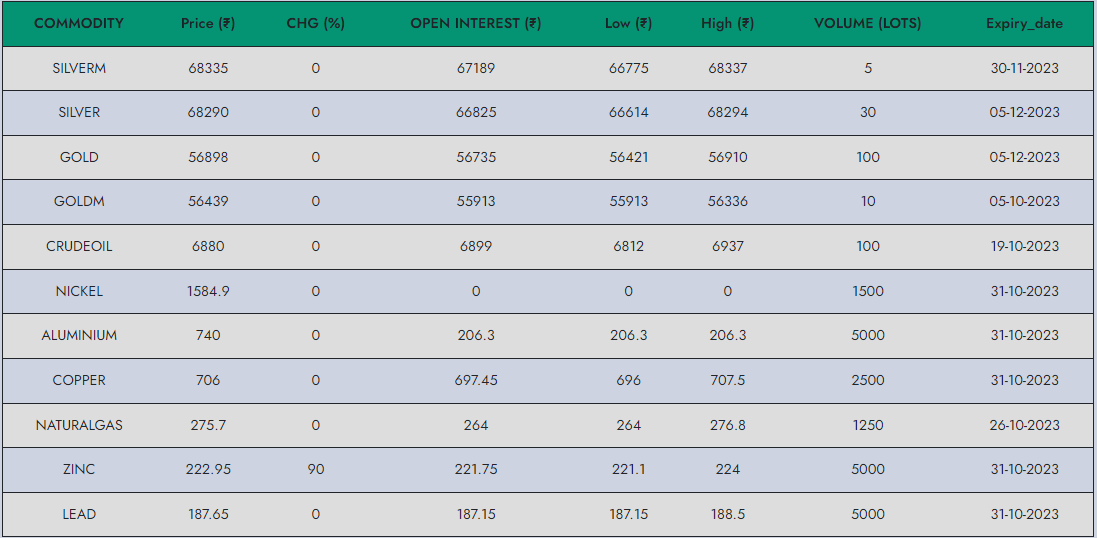 COMMODITY Price (₹) CHG (%) OPEN INTEREST (₹) Low (₹) High (₹) VOLUME (LOTS) Expiry_date
SILVERM 68335 0 67189 66775 68337 5 30-11-2023
SILVER 68290 0 66825 66614 68294 30 05-12-2023
GOLD 56898 0 56735 56421 56910 100 05-12-2023
GOLDM 56439 0 55913 55913 56336 10 05-10-2023
CRUDEOIL 6880 0 6899 6812 6937 100 19-10-2023
NICKEL 1584.9 0 0 0 0 1500 31-10-2023
ALUMINIUM 740 0 206.3 206.3 206.3 5000 31-10-2023
COPPER 706 0 697.45 696 707.5 2500 31-10-2023
NATURALGAS 275.7 0 264 264 276.8 1250 26-10-2023
ZINC 222.95 90 221.75 221.1 224 5000 31-10-2023
LEAD 187.65 0 187.15 187.15 188.5 5000 31-10-2023